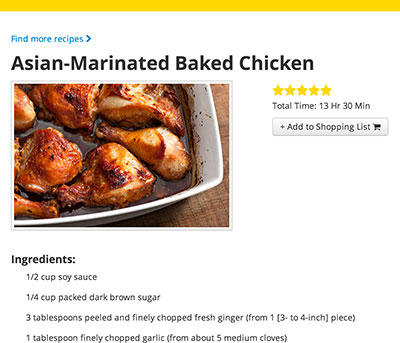 Find more recipes
Asian-Marinated Baked Chicken
Total Time: 13 Hr 30 Min
+ Add to Shopping List
Ingredients:
1/2 cup soy sauce
1/4 cup packed dark brown sugar
3 tablespoons peeled and finely chopped fresh ginger (from 1 [3- to 4-inch] piece)
1 tablespoon finely chopped garlic (from about 5 medium cloves)